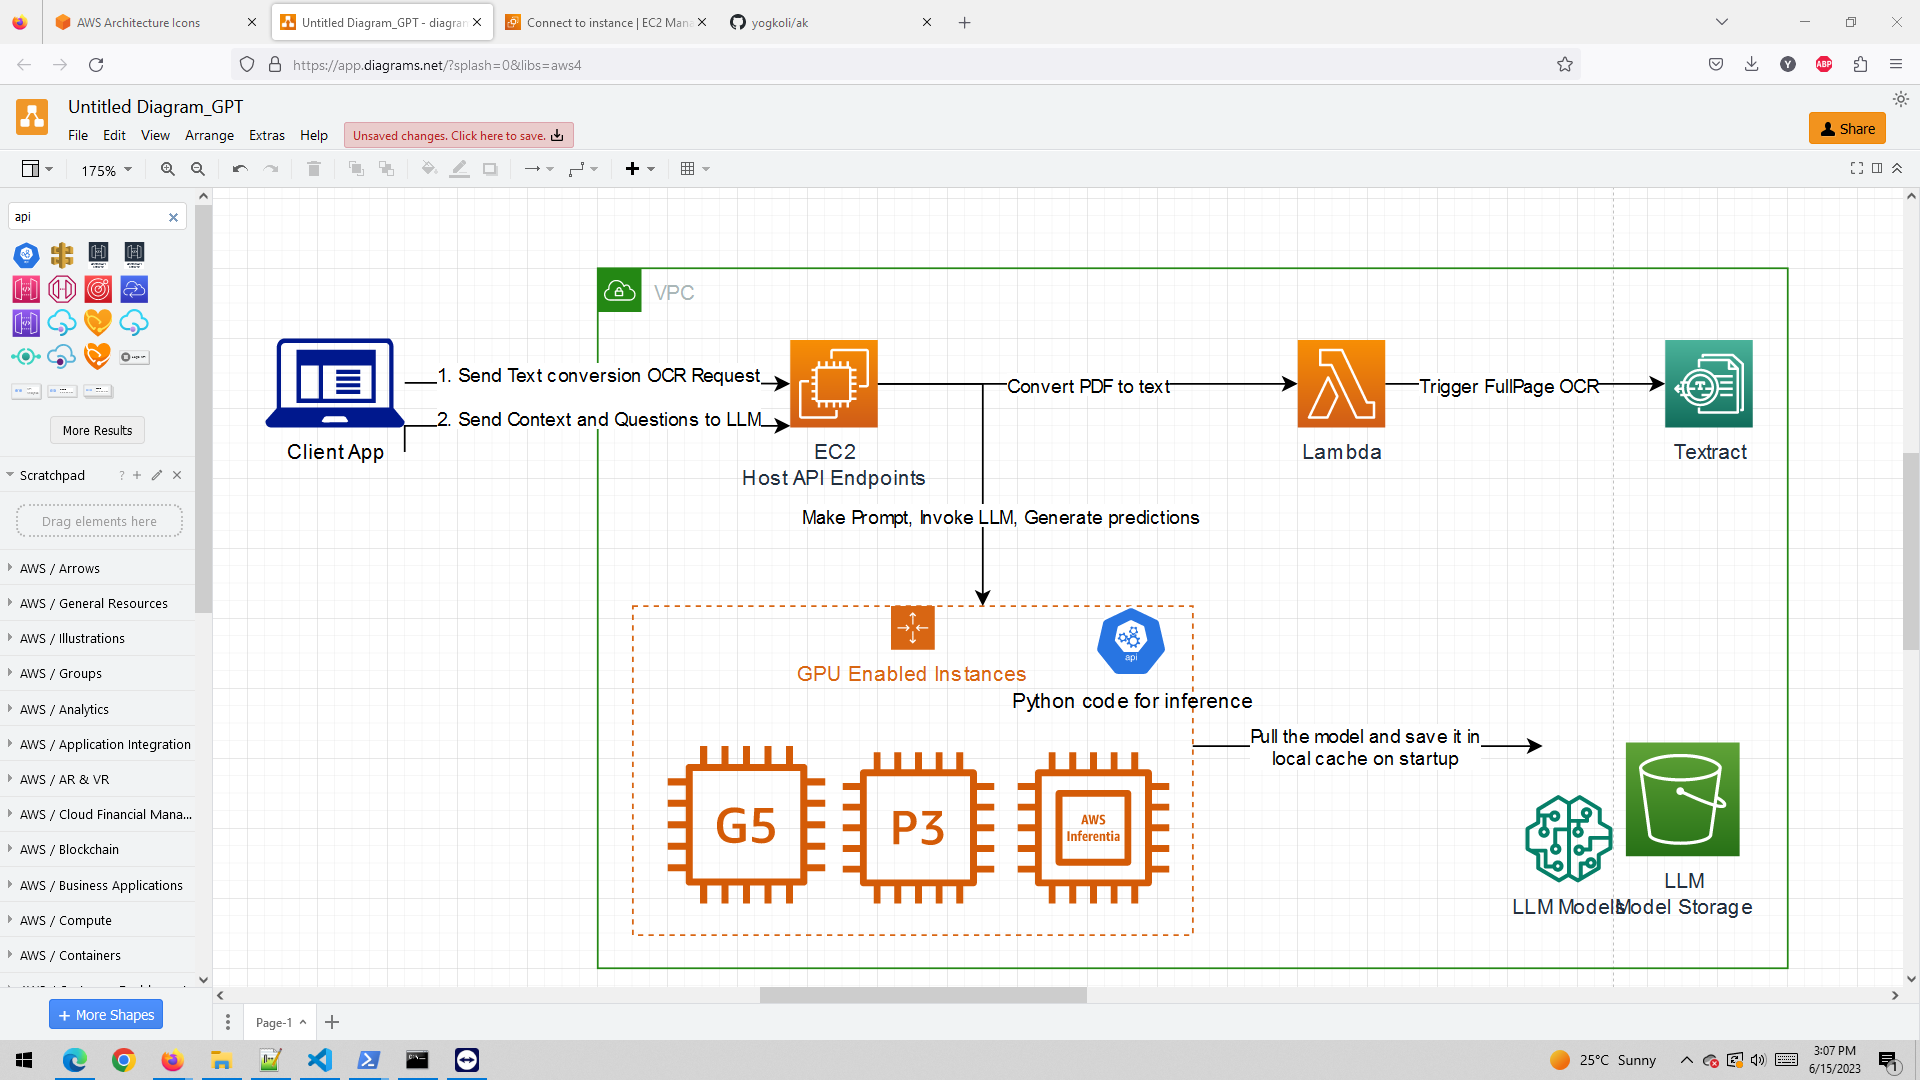 AWS Architecture Icons
Untitled Diagram_GPT - diagran
Connect to instance | EC2 Mana
yogkoli/ak
https://app.diagrams.net/?splash=0&libs=aws4
Y
ABP
Untitled Diagram_GPT
File Edit View Arrange Extras Help
Unsaved changes. Click here to save.
Share
175%
api
More Results
Scratchpad
?
Drag elements here
AWS / Arrows
AWS / General Resources
AWS / Illustrations
AWS / Groups
AWS / Analytics
AWS / Application Integration
AWS / AR & VR
AWS / Cloud Financial Mana...
AWS / Blockchain
AWS / Business Applications
AWS / Compute
AWS / Containers
More Shapes
VPC
1. Send Text conversion OCR Request
2. Send Context and Questions to LLM
Client App
EC2
Host API Endpoints
Convert PDF to text
Lambda
Trigger FullPage OCR
Textract
Make Prompt, Invoke LLM, Generate predictions
GPU Enabled Instances
api
Python code for inference
G5
P3
AWS
Inferentia
Pull the model and save it in
local cache on startup
LLM Models
LLM
Model Storage
Page-1
25°C Sunny
3:07 PM
6/15/2023
1